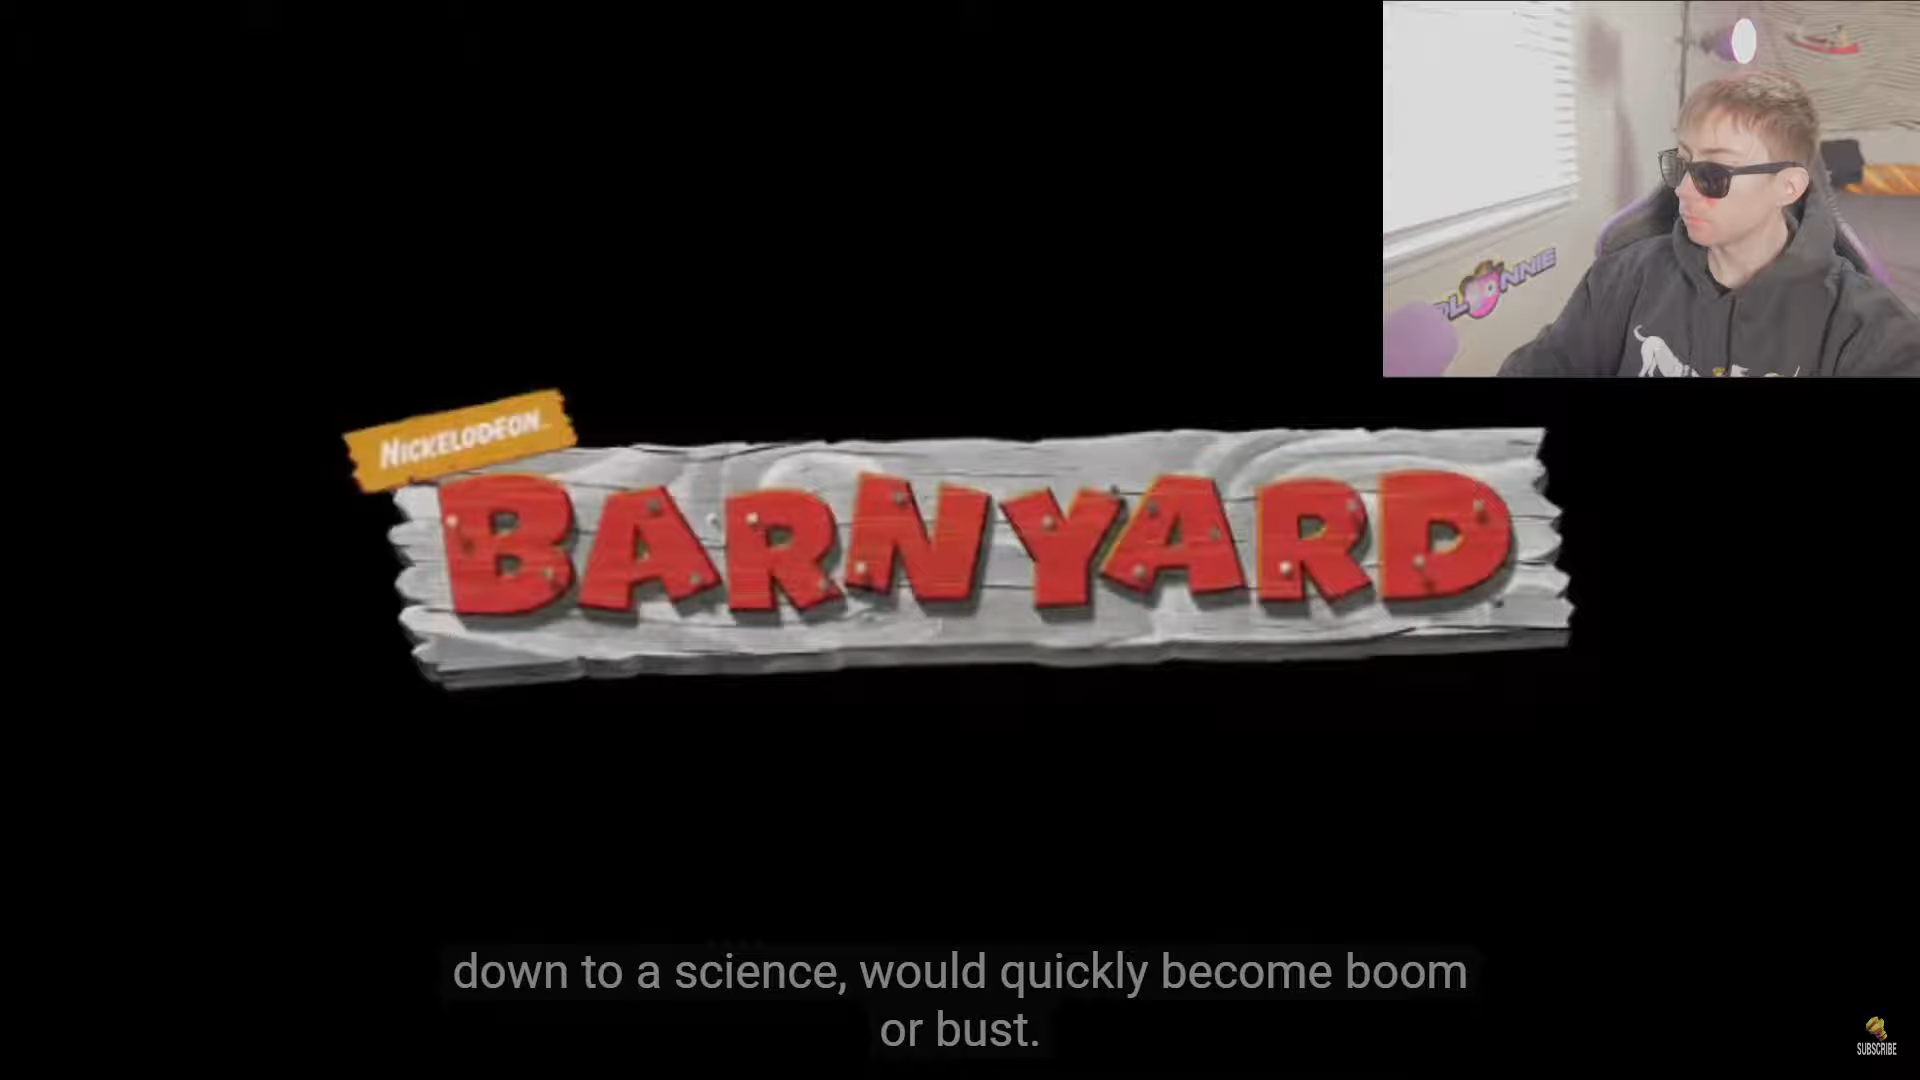 NICKELODEON
BARNYARD
down to a science, would quickly become boom
or bust.
SUBSCRIBE